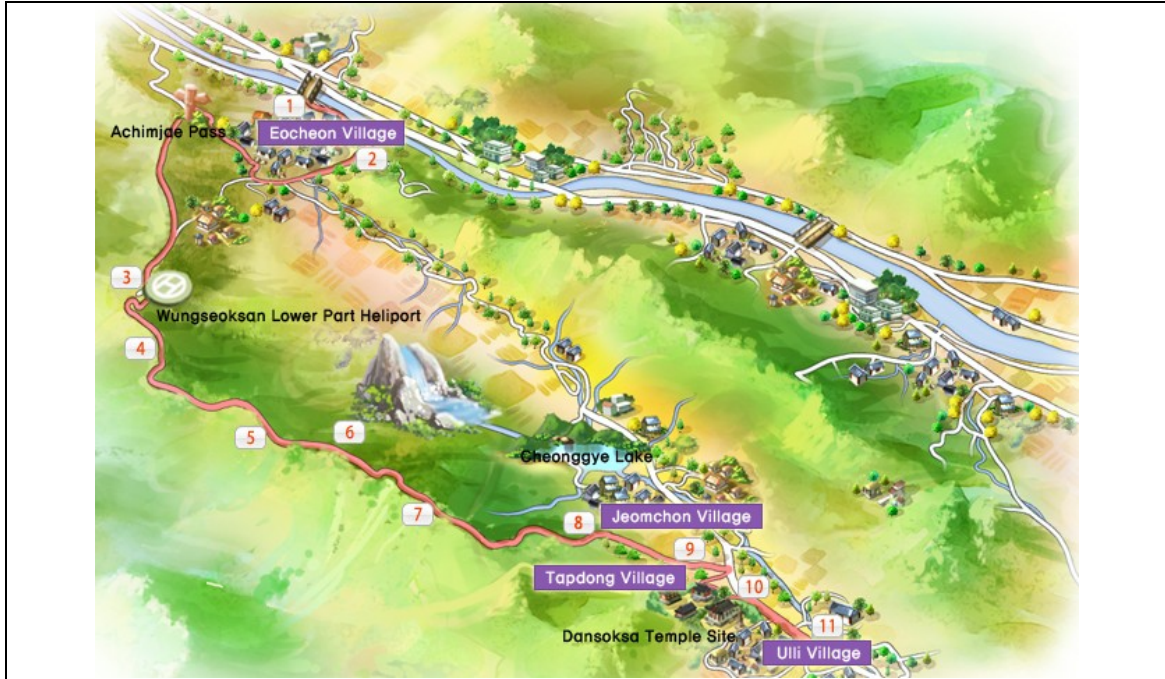 1
Achimjae Pass
Eocheon Village
2
3
Wungseoksan Lower Part Heliport
4
5
6
Cheonggye Lake
7
8
Jeomchon Village
9
Tapdong Village
10
Dansoksa Temple Site
11
Ulli Village